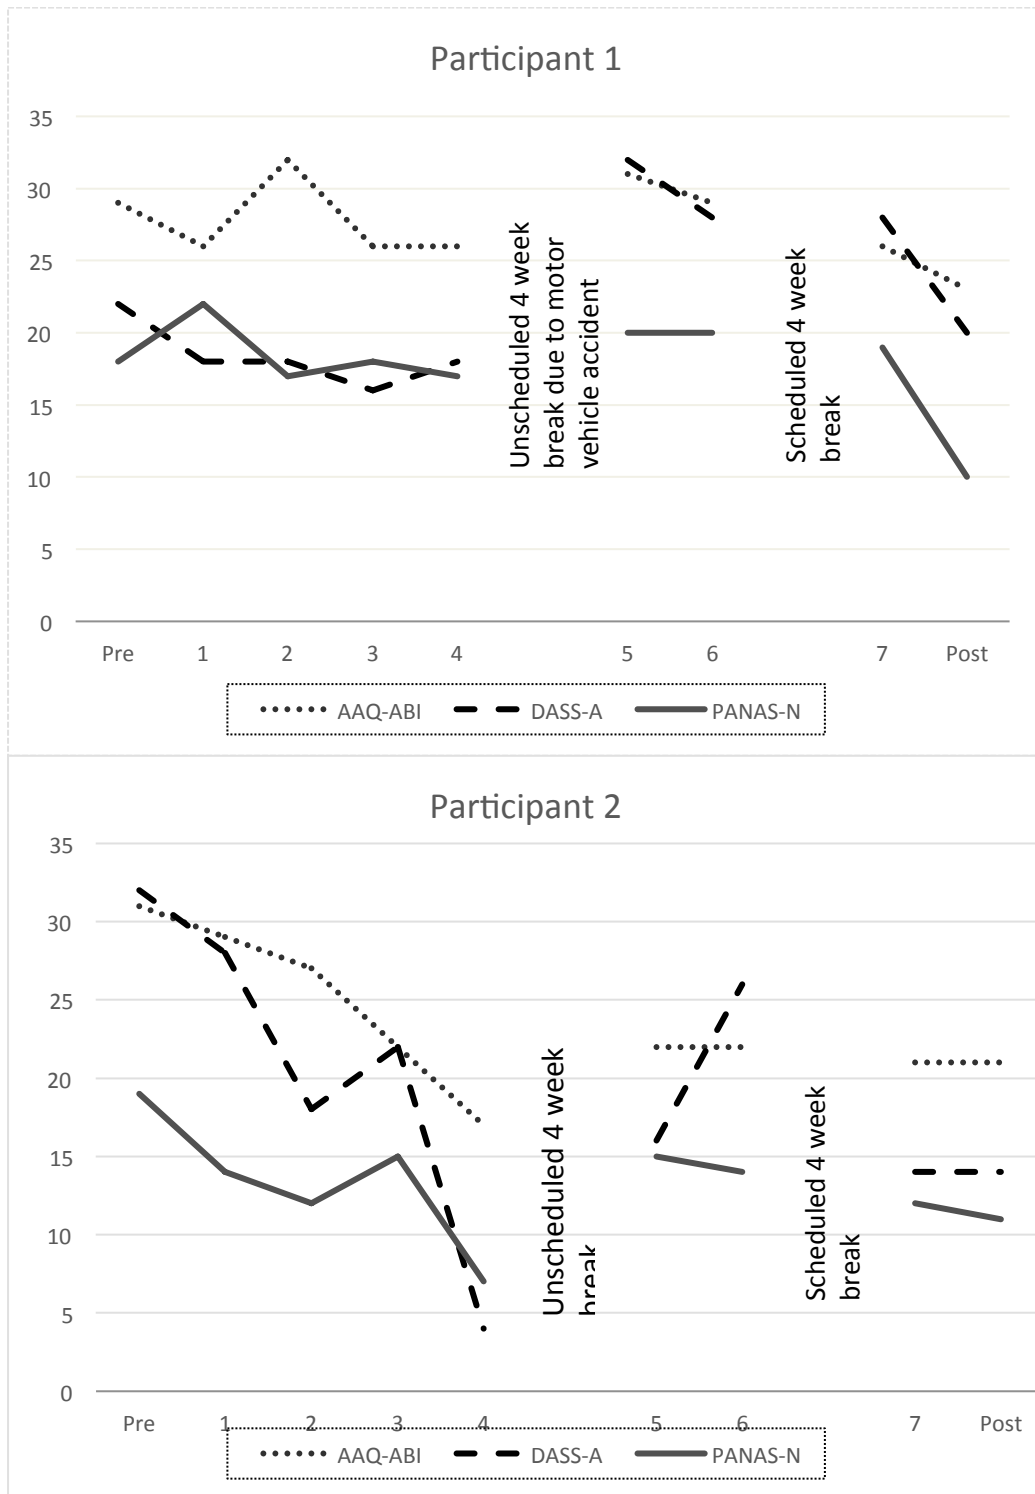 Participant 1
35
30
25
20
15
10
5
0
Unscheduled 4 week
break due to motor
vehicle accident
Scheduled 4 week
break
Pre 1 2 3 4 5 6 7 Post
AAQ-ABI DASS-A PANAS-N
Participant 2
35
30
25
20
15
10
5
0
Unscheduled 4 week
break
Scheduled 4 week
break
Pre 1 2 3 4 5 6 7 Post
AAQ-ABI DASS-A PANAS-N